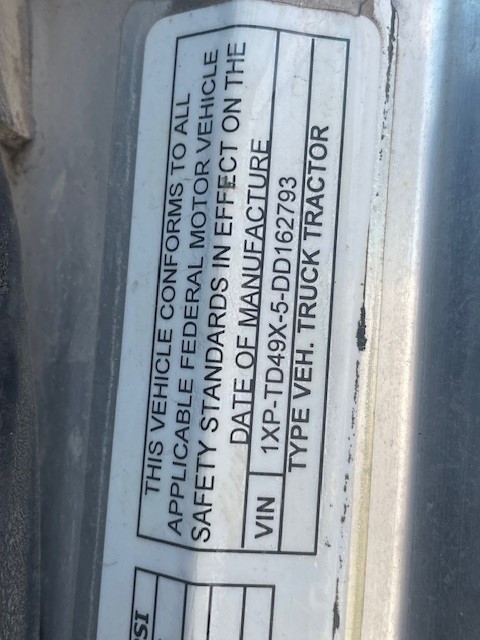 THIS VEHICLE CONFORMS TO ALL
APPLICABLE FEDERAL MOTOR VEHICLE
SAFETY STANDARDS IN EFFECT ON THE
DATE OF MANUFACTURE
VIN 1XP-TD49X-5-DD162793
TYPE VEH. TRUCK TRACTOR
SI